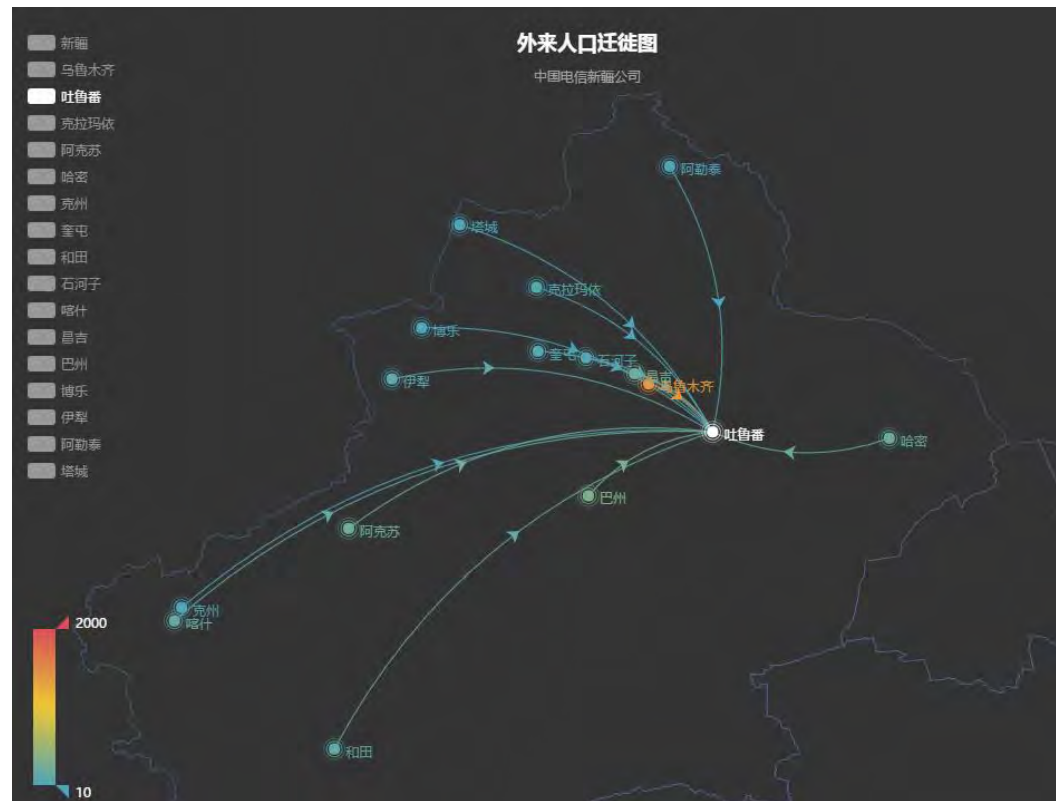 外来人口迁徙图
中国电信新疆公司
新疆
乌鲁木齐
吐鲁番
克拉玛依
阿克苏
哈密
克州
奎屯
和田
石河子
喀什
昌吉
巴州
博乐
伊犁
阿勒泰
塔城
阿勒泰
塔城
克拉玛依
博乐
奎屯
石河子
昌吉
伊犁
乌鲁木齐
吐鲁番
哈密
巴州
阿克苏
克州
喀什
和田
2000
10